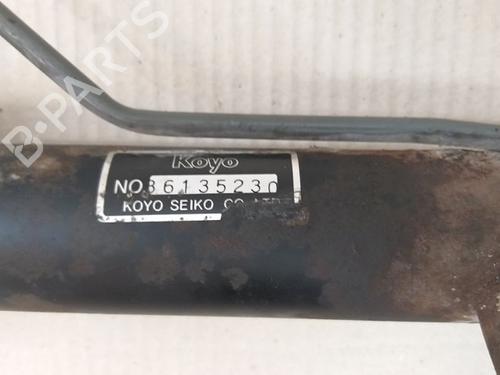 B-PARTS
Koyo
NO.36135230
KOYO SEIKO CO.,LTD